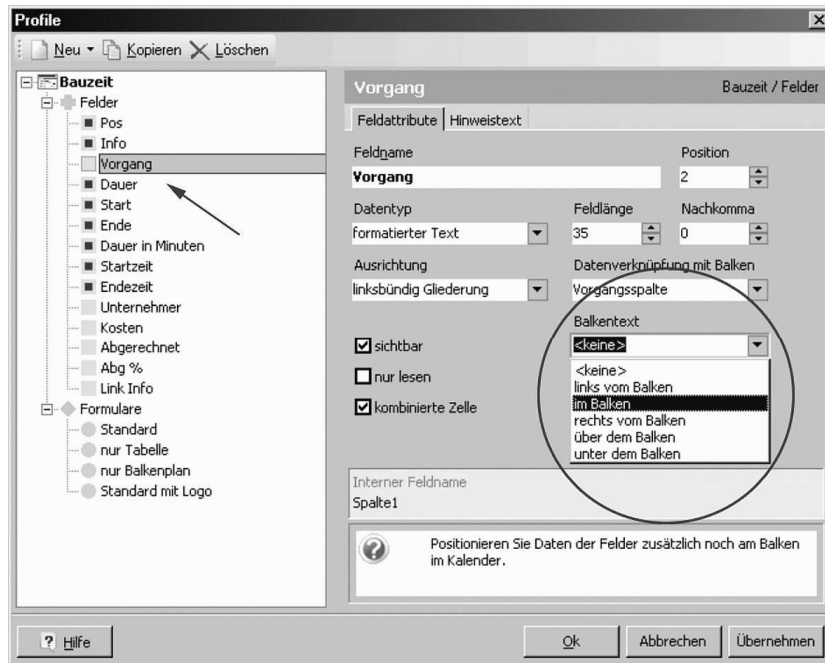 Profile
Neu Kopieren Löschen
Bauzeit
Felder
Pos
Info
Vorgang
Dauer
Start
Ende
Dauer in Minuten
Startzeit
Endezeit
Unternehmer
Kosten
Abgerechnet
Abg %
Link Info
Formulare
Standard
nur Tabelle
nur Balkenplan
Standard mit Logo
Vorgang Bauzeit / Felder
Feldattribute Hinweistext
Feldname Position
Vorgang 2
Datentyp Feldlänge Nachkomma
formatierter Text 35 0
Ausrichtung Datenverknüpfung mit Balken
linksbündig Gliederung Vorgangsspalte
Balkentext
sichtbar <keine>
nur lesen
kombinierte Zelle
<keine>
links vom Balken
im Balken
rechts vom Balken
über dem Balken
unter dem Balken
Interner Feldname
Spalte1
? Positionieren Sie Daten der Felder zusätzlich noch am Balken
im Kalender.
? Hilfe Ok Abbrechen Übernehmen